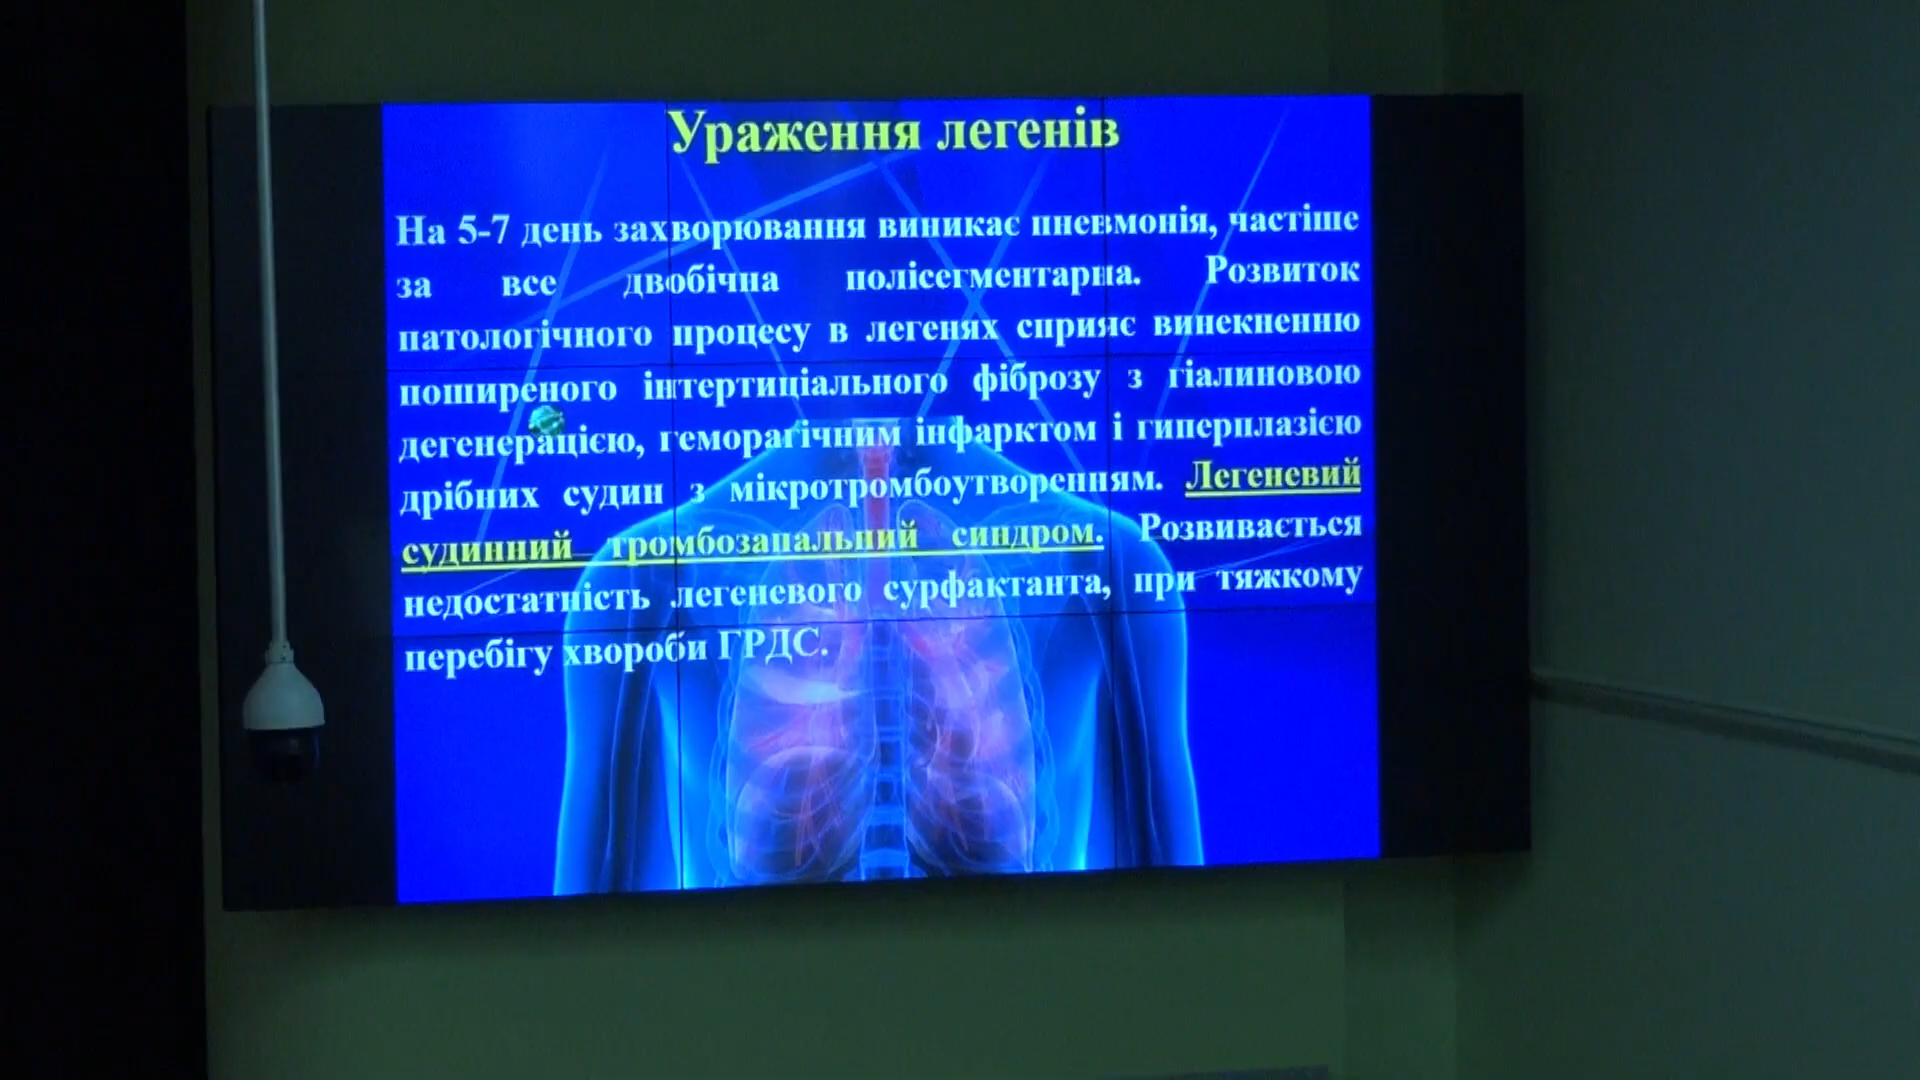 Ураження легенів
На 5-7 день захворювання виникає пневмонія, частіше
за все двобічна полісегментарна. Розвиток
патологічного процесу в легенях сприяє винекненню
поширеного інтертиціального фіброзу з гіалиновою
дегенерацією, геморагічним інфарктом і гиперплазією
дрібних судин з мікротромбоутворенням. Легеневий
судинний тромбозапальний синдром. Розвивається
недостатність легеневого сурфактанта, при тяжкому
перебігу хвороби ГРДС.